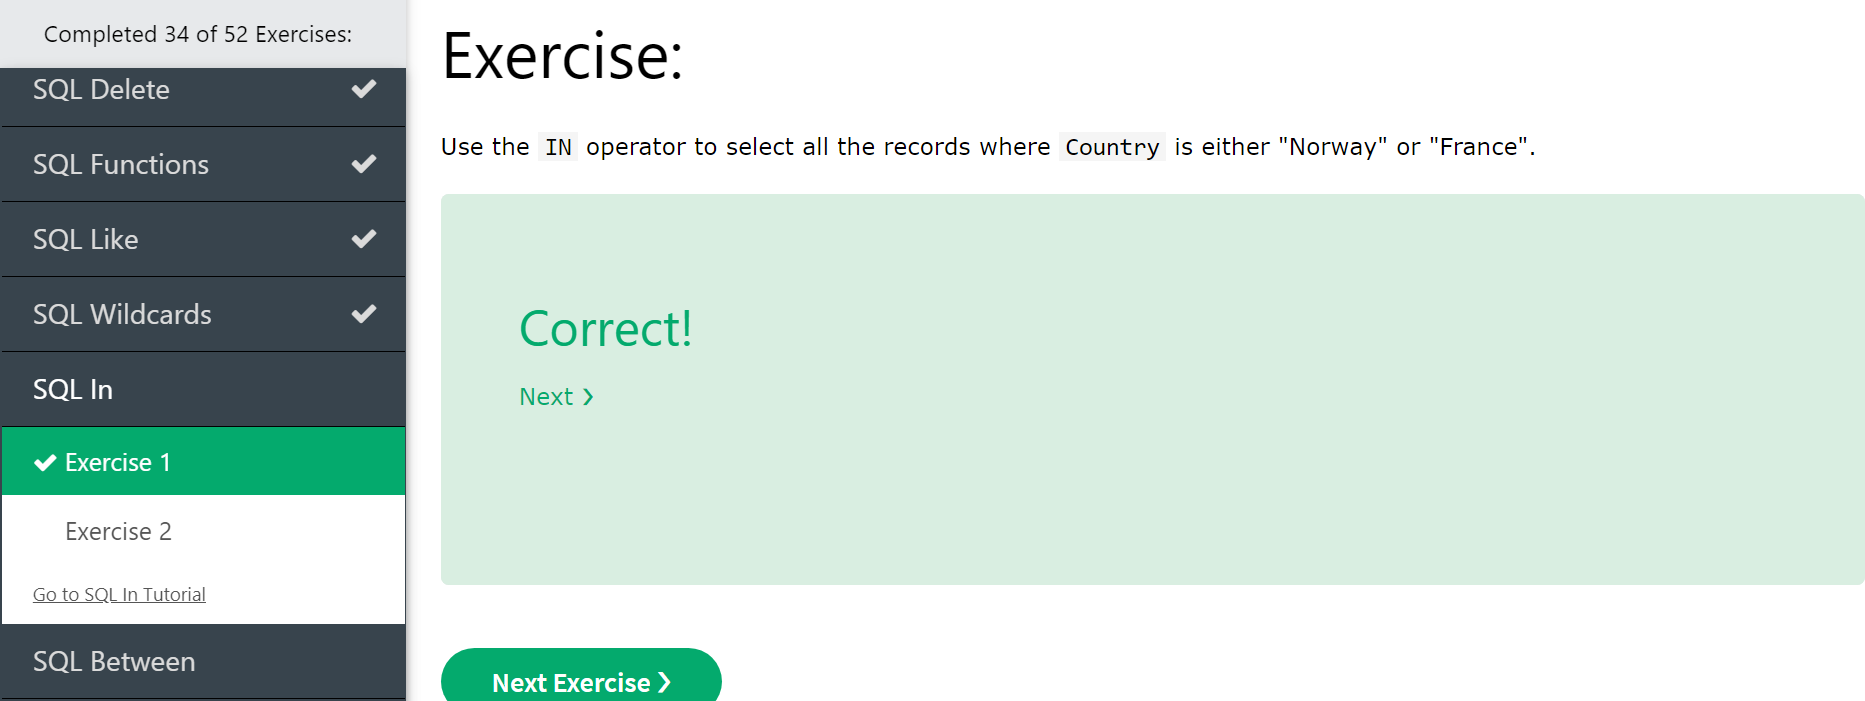 Completed 34 of 52 Exercises:
SQL Delete
SQL Functions
SQL Like
SQL Wildcards
SQL In
Exercise 1
Exercise 2
Go to SQL In Tutorial
SQL Between
Exercise:
Use the IN operator to select all the records where Country is either "Norway" or "France".
Correct!
Next ❯
Next Exercise ❯